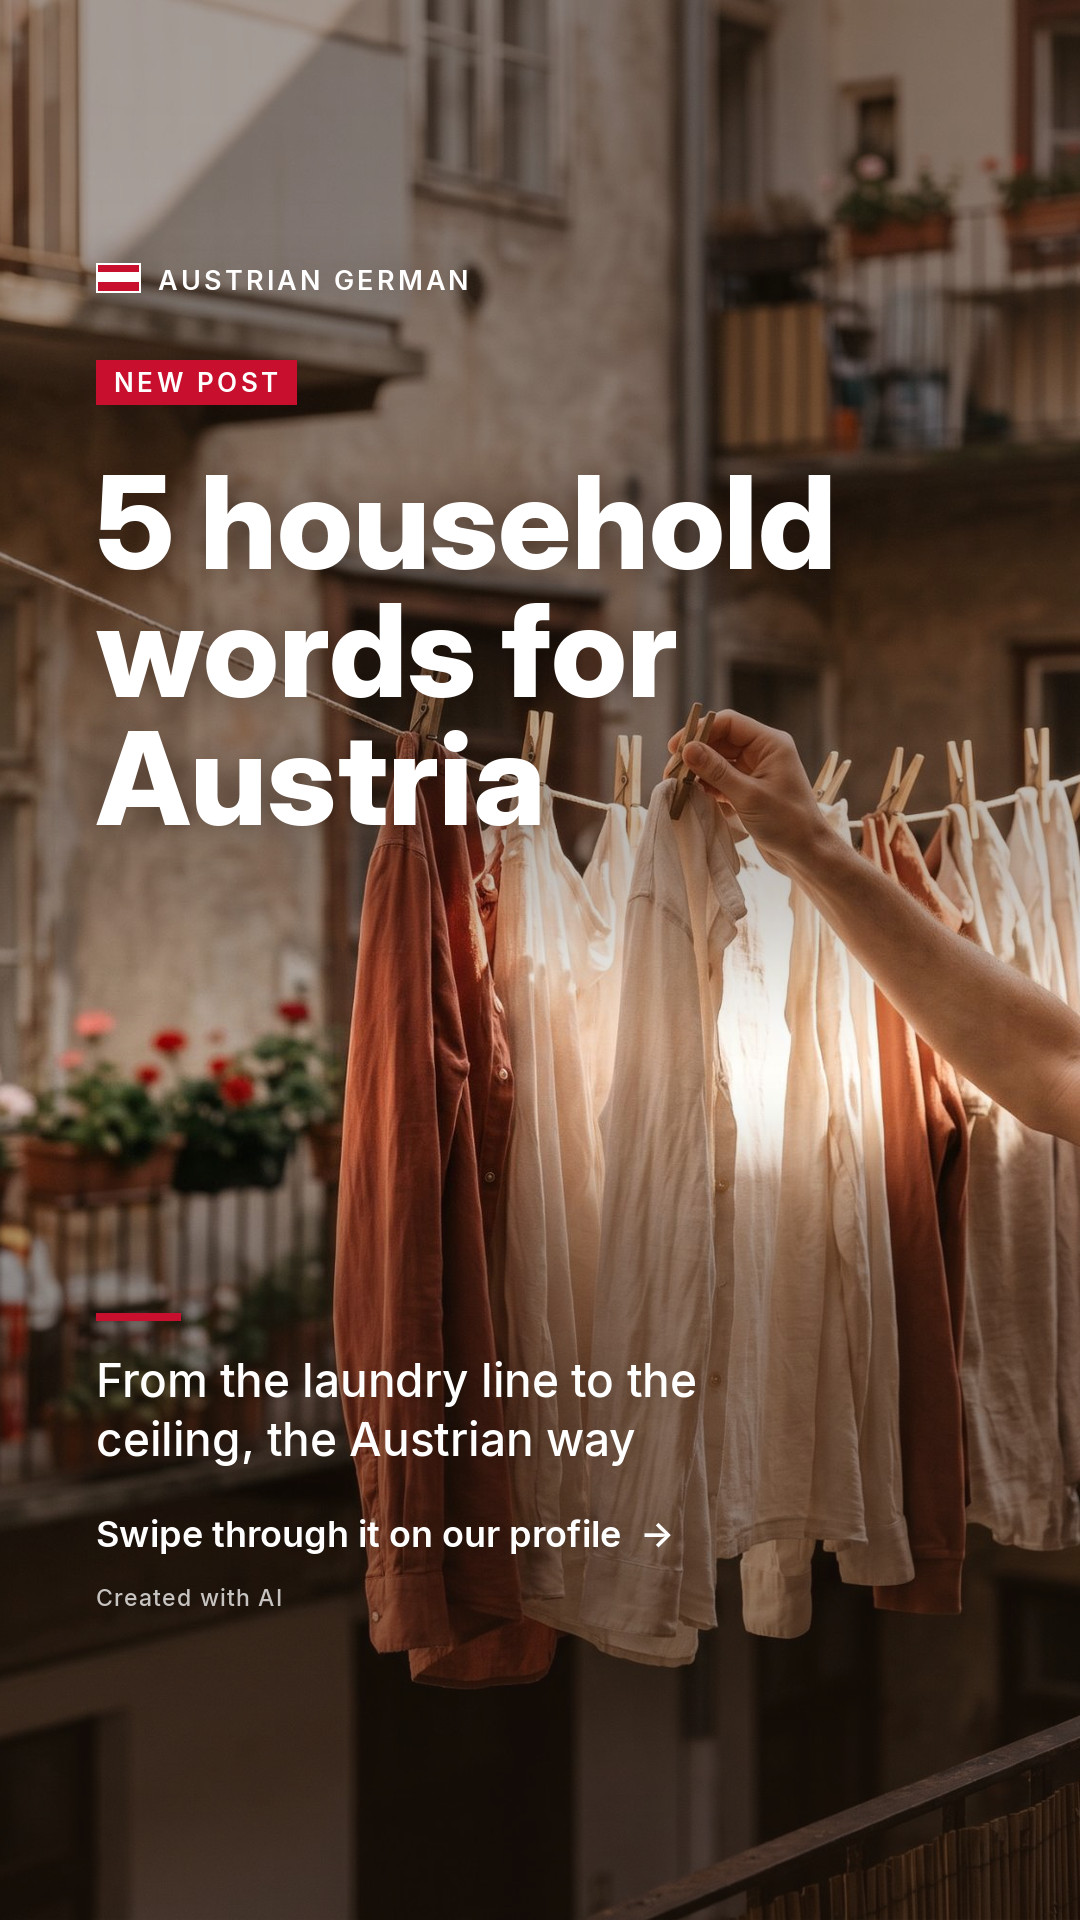 AUSTRIAN GERMAN
NEW POST
5 household
words for
Austria
From the laundry line to the
ceiling, the Austrian way
Swipe through it on our profile →
Created with AI